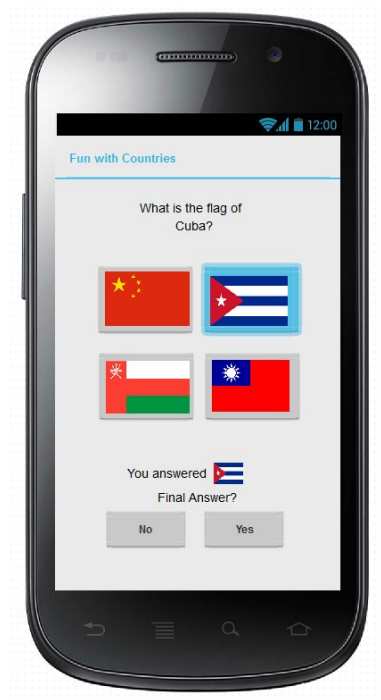 12:00
Fun with Countries
What is the flag of
Cuba?
You answered
Final Answer?
No Yes